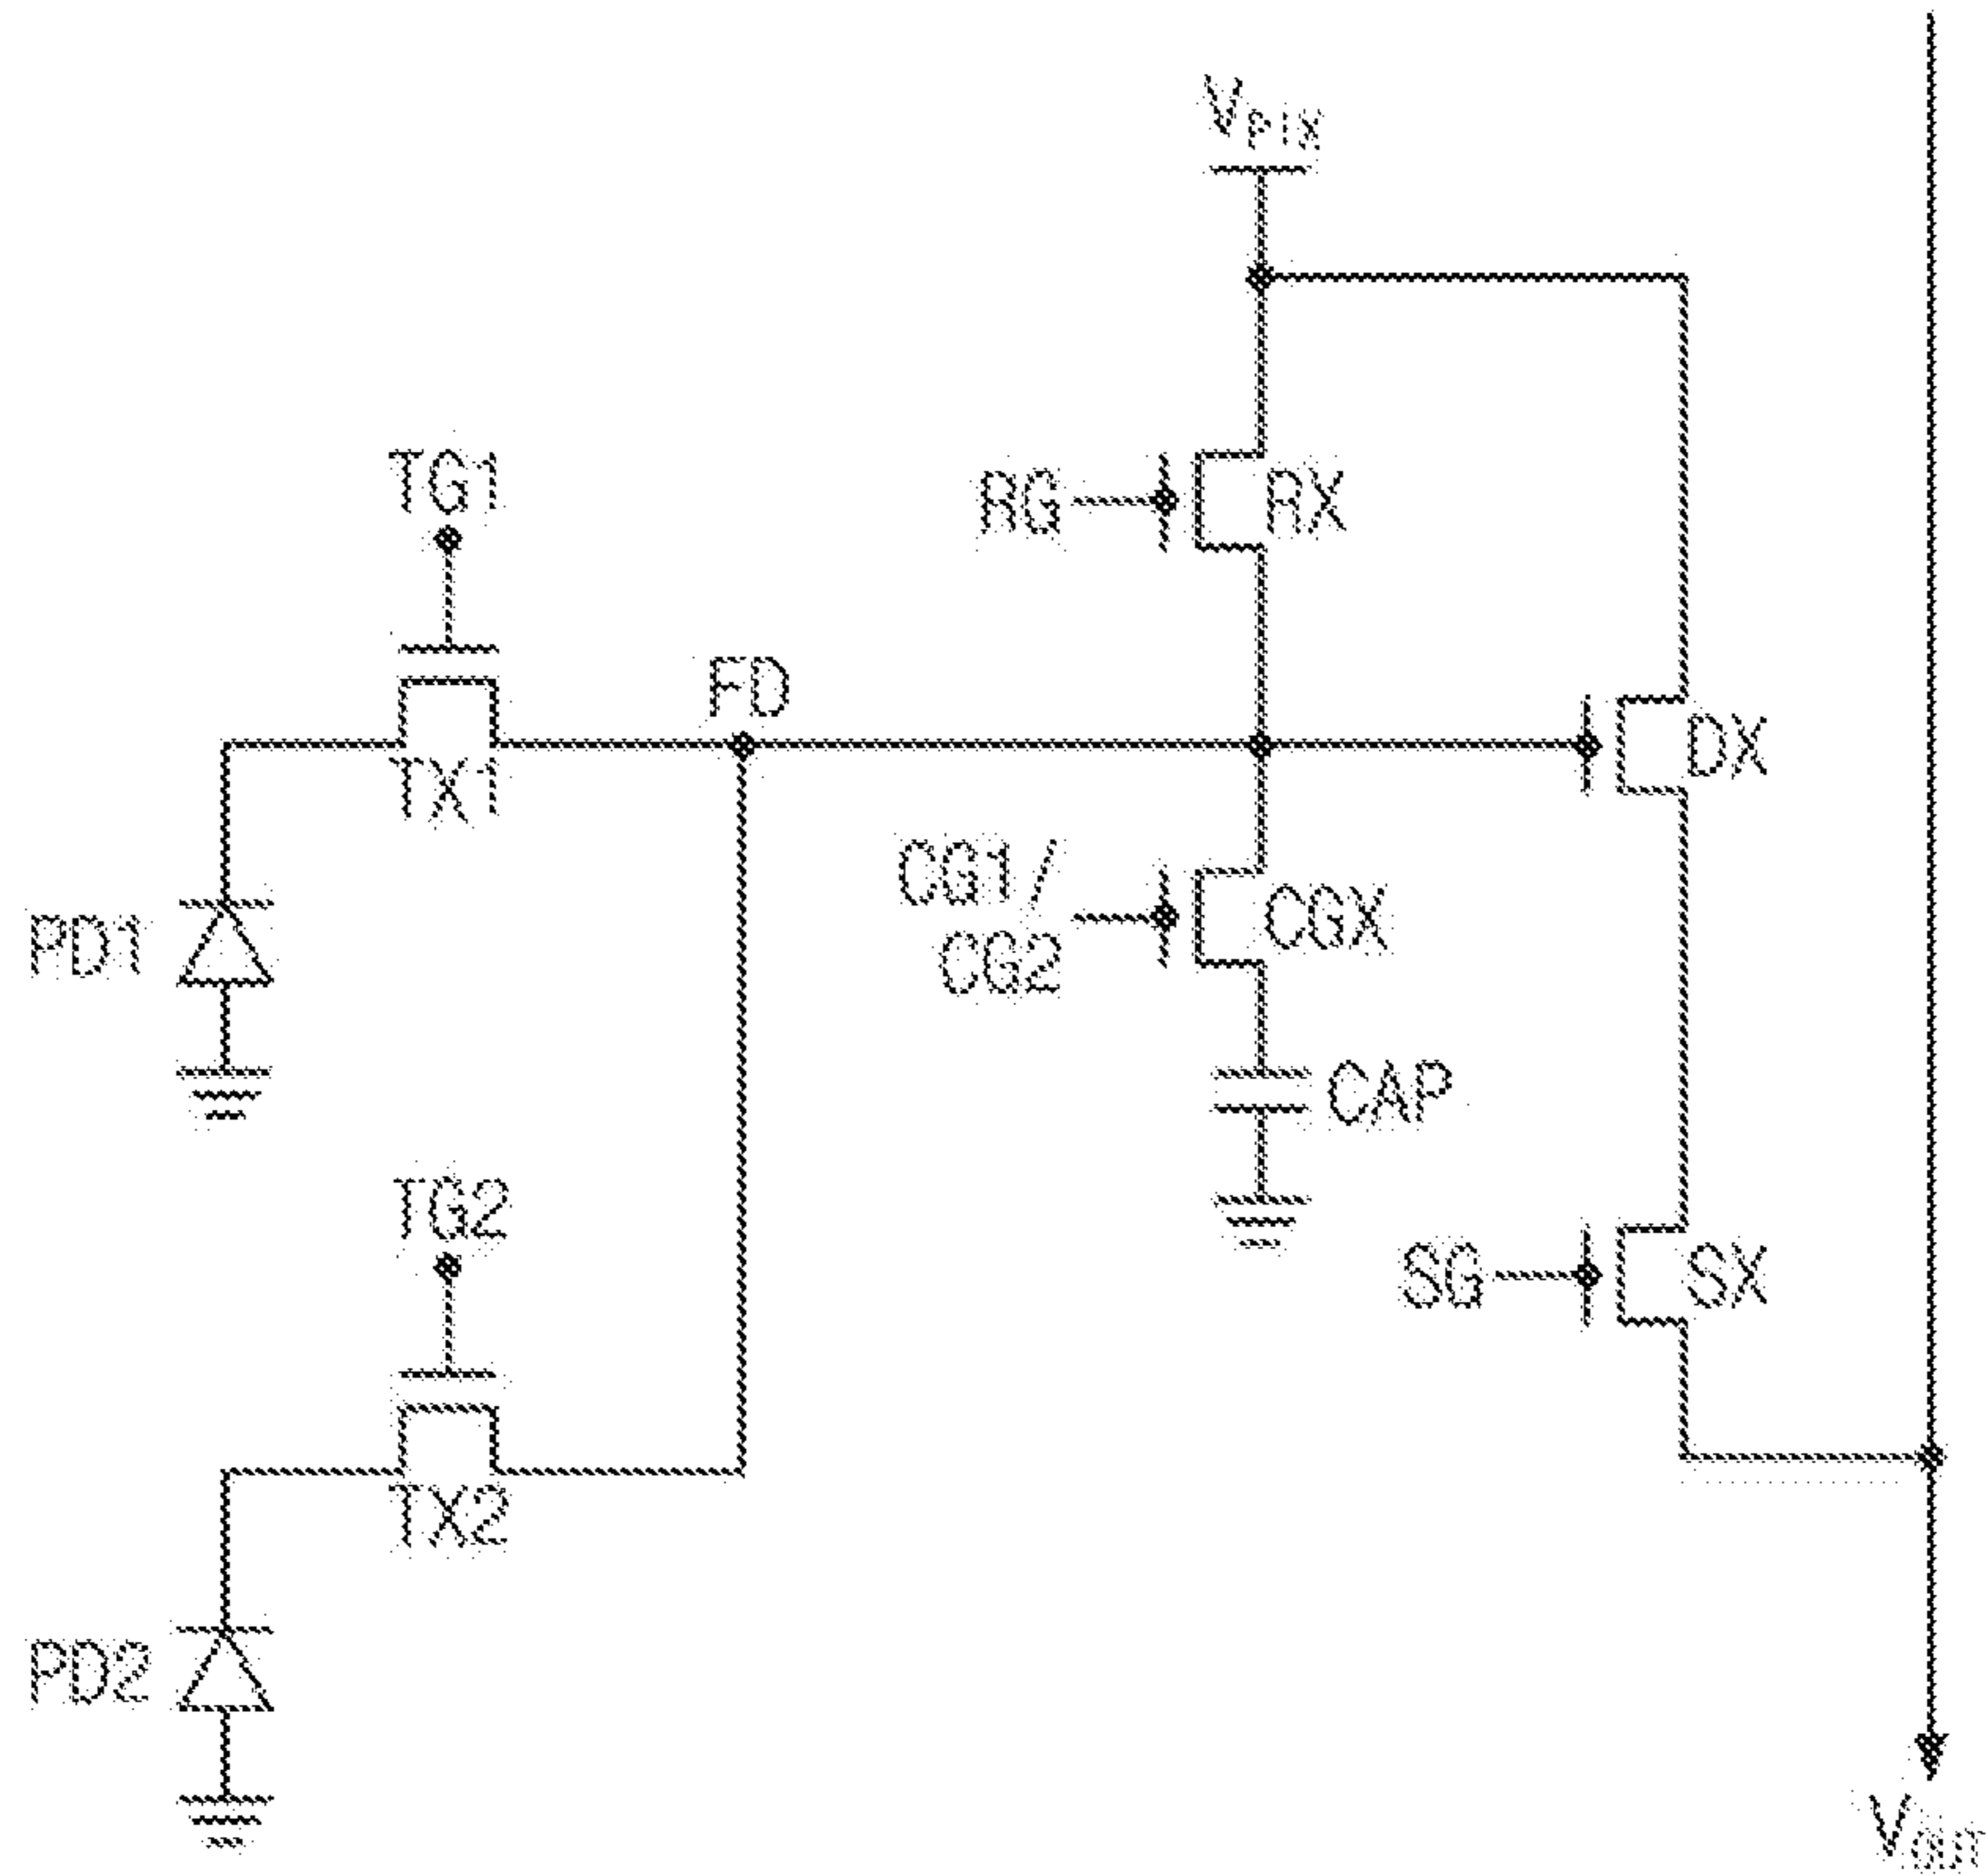 Vpix
TG1
RG
RX
FD
TX1
DX
CG1/
CG2
CGX
PD1
CAP
TG2
SG
SX
TX2
PD2
Vout